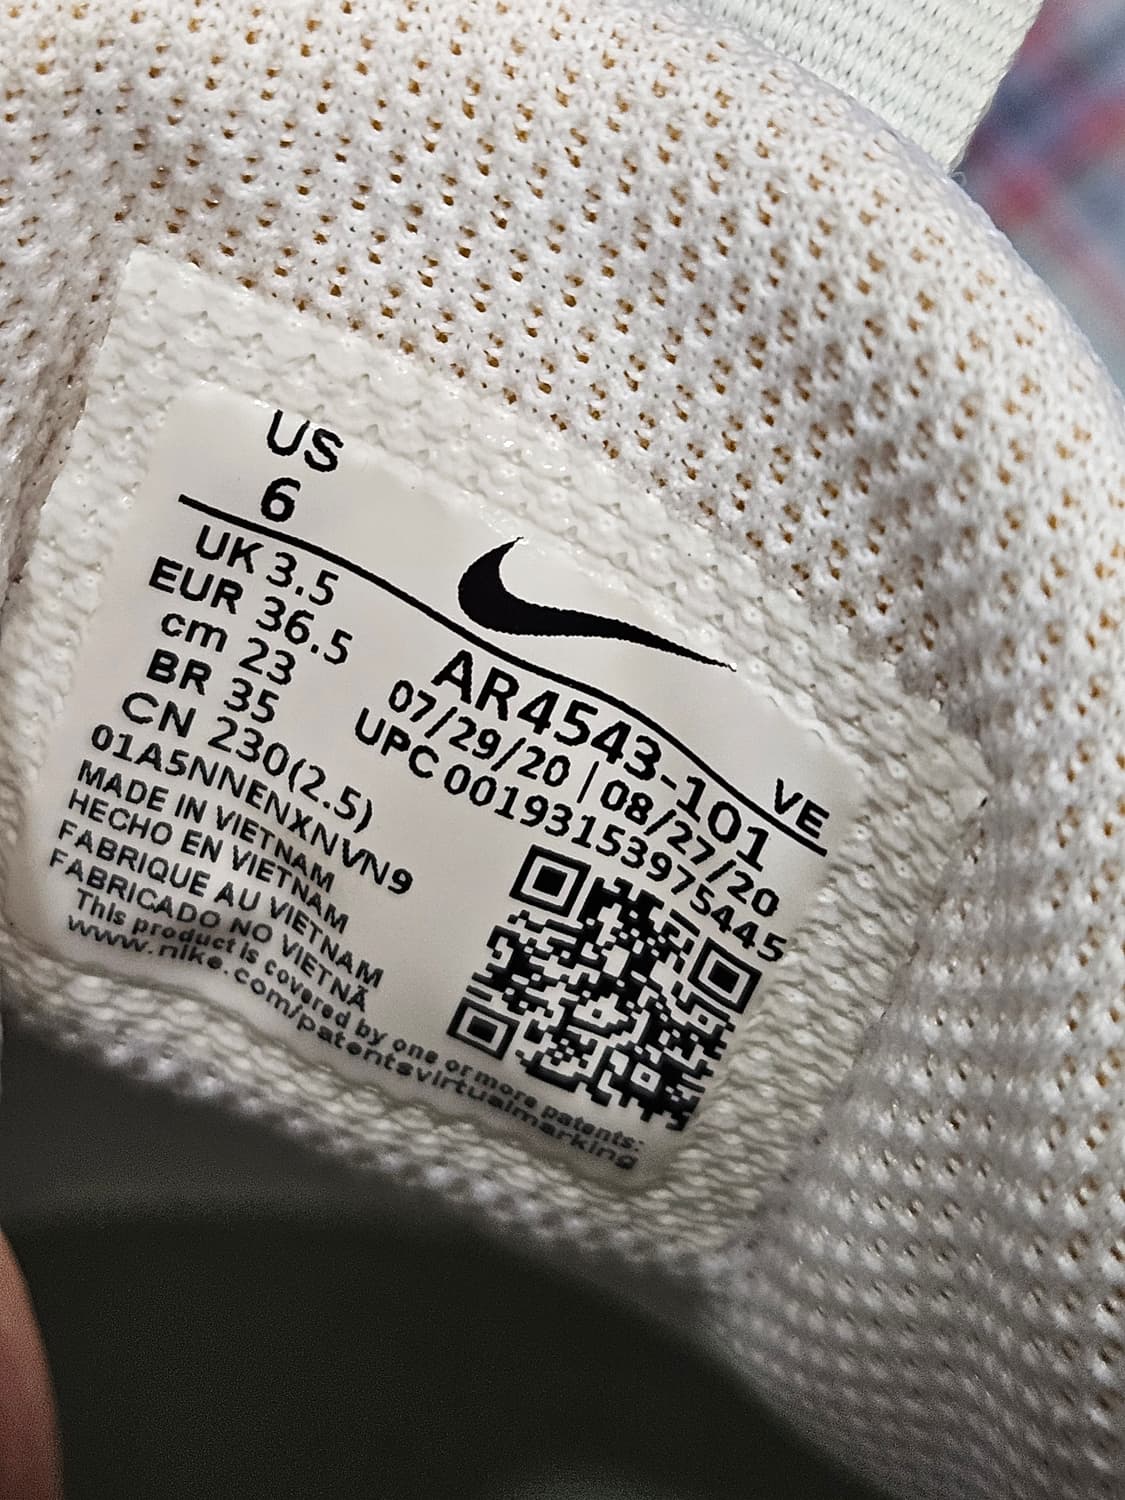 US
6
VE
UK 3.5
EUR 36.5
cm 23
BR 35
CN 230(2.5)
AR4543-101
07/29/20 | 08/27/20
UPC 00193153975445
01A5NNENXNVN9
MADE IN VIETNAM
HECHO EN VIETNAM
FABRIQUE AU VIETNAM
FABRICADO NO VIETNÃ
This product is covered by one or more patents:
www.nike.com/patentsvirtualmarking